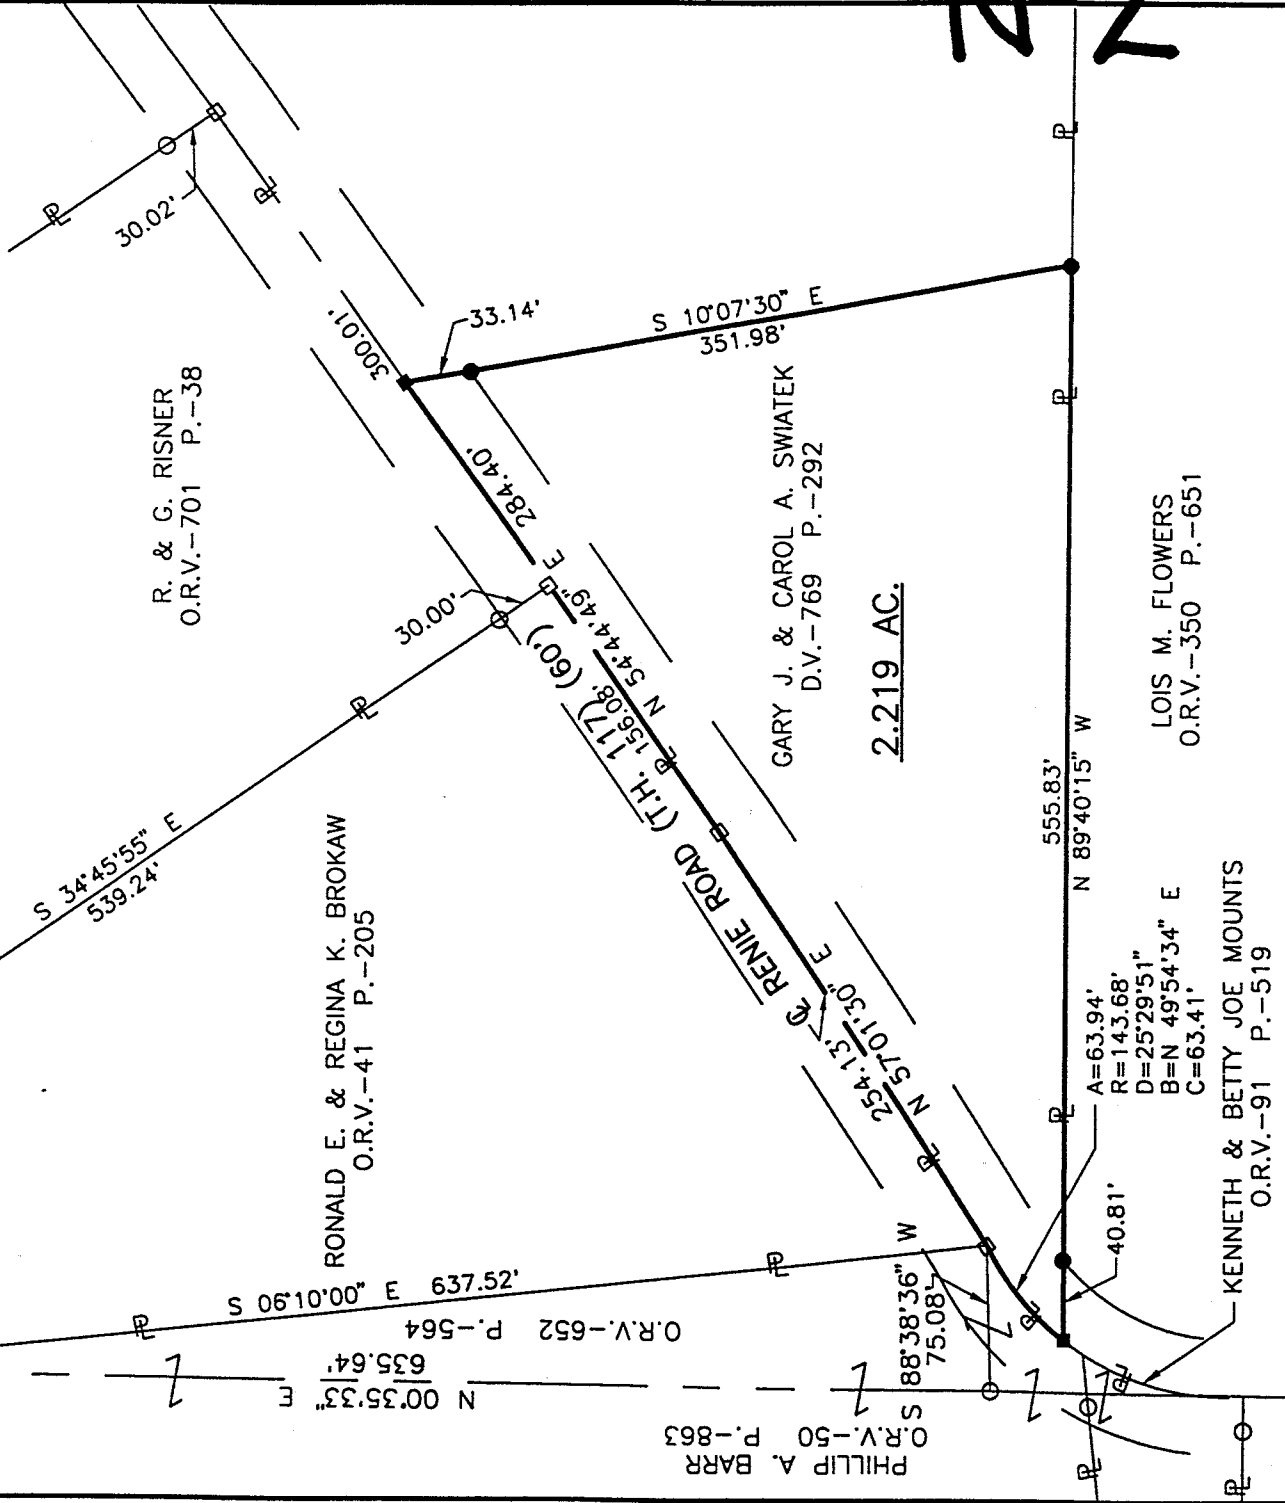 30.02'
300.01'
33.14'
S 10°07'30" E
351.98'
R. & G. RISNER
O.R.V.-701 P.-38
284.40'
30.00'
GARY J. & CAROL A. SWIATEK
D.V.-769 P.-292
2.219 AC.
LOIS M. FLOWERS
O.R.V.-350 P.-651
N 54°44'49" E
156.08'
℄ RENIE ROAD (T.H. 117) (60')
S 34°45'55" E
539.24'
RONALD E. & REGINA K. BROKAW
O.R.V.-41 P.-205
555.83'
N 89°40'15" W
254.13'
N 57°01'30" E
A=63.94'
R=143.68'
D=25°29'51"
B=N 49°54'34" E
C=63.41'
KENNETH & BETTY JOE MOUNTS
O.R.V.-91 P.-519
40.81'
S 06°10'00" E 637.52'
O.R.V.-652 P.-564
N 00°35'33" E
635.64'
S 88°38'36" W
75.08'
PHILLIP A. BARR
O.R.V.-50 P.-863
℄
℄